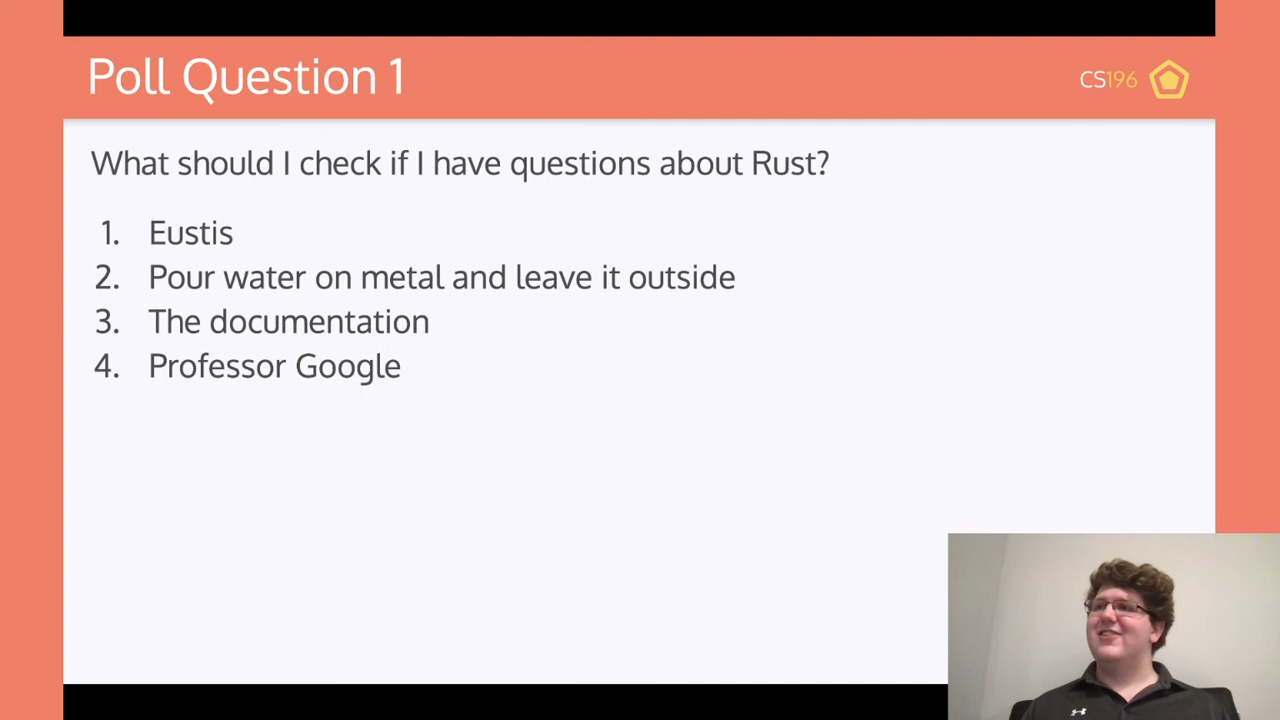 Poll Question 1
CS196
What should I check if I have questions about Rust?
1. Eustis
2. Pour water on metal and leave it outside
3. The documentation
4. Professor Google